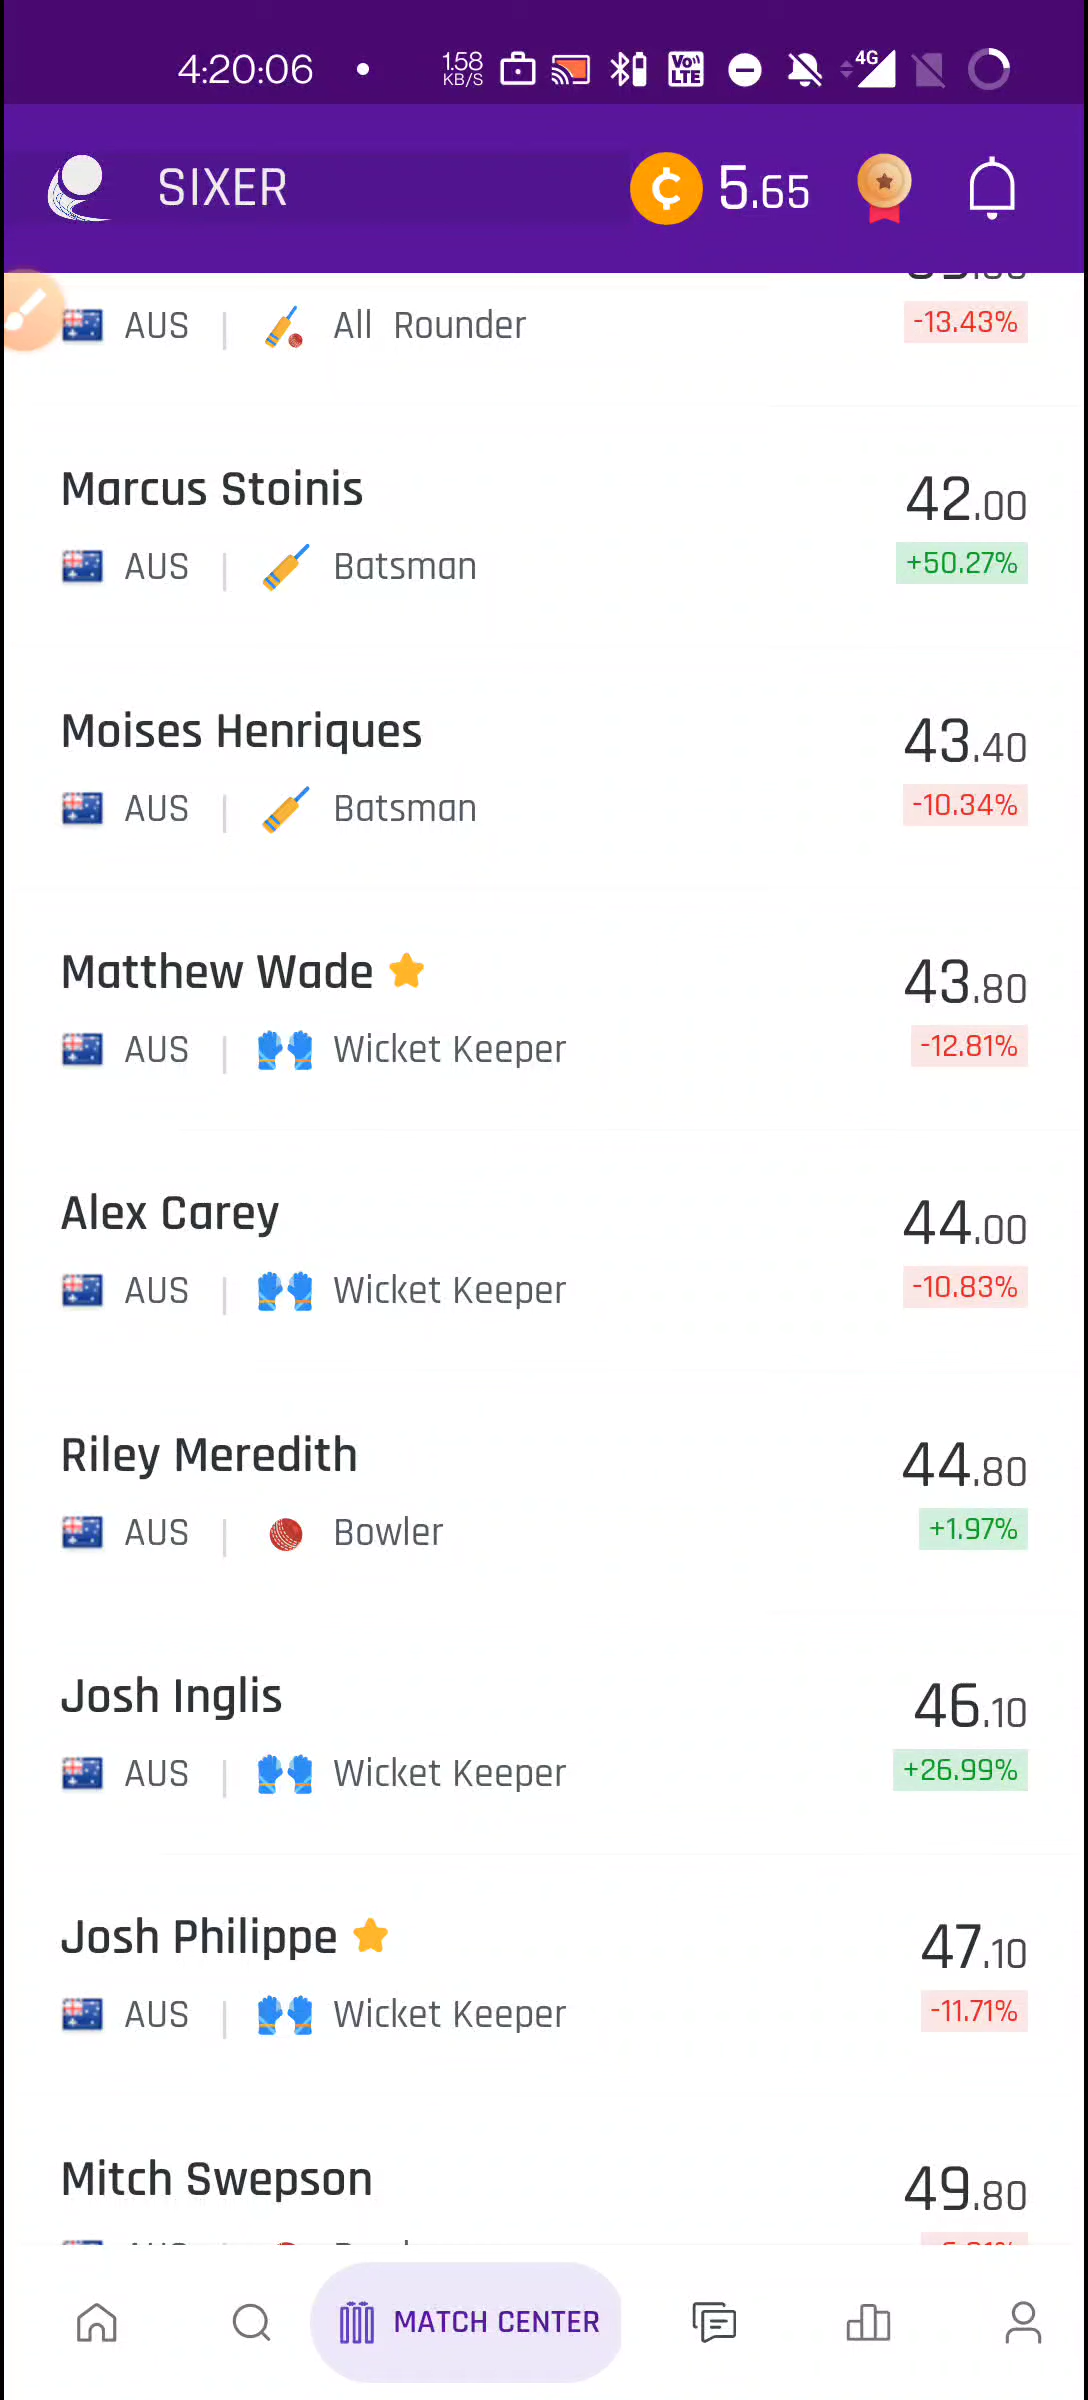 4:20:06
1.58
KB/S
Vo))
LTE
4G
SIXER
¢ 5.65
AUS | All Rounder
-13.43%
Marcus Stoinis
42.00
AUS | Batsman
+50.27%
Moises Henriques
43.40
AUS | Batsman
-10.34%
Matthew Wade
43.80
AUS | Wicket Keeper
-12.81%
Alex Carey
44.00
AUS | Wicket Keeper
-10.83%
Riley Meredith
44.80
AUS | Bowler
+1.97%
Josh Inglis
46.10
AUS | Wicket Keeper
+26.99%
Josh Philippe
47.10
AUS | Wicket Keeper
-11.71%
Mitch Swepson
49.80
MATCH CENTER